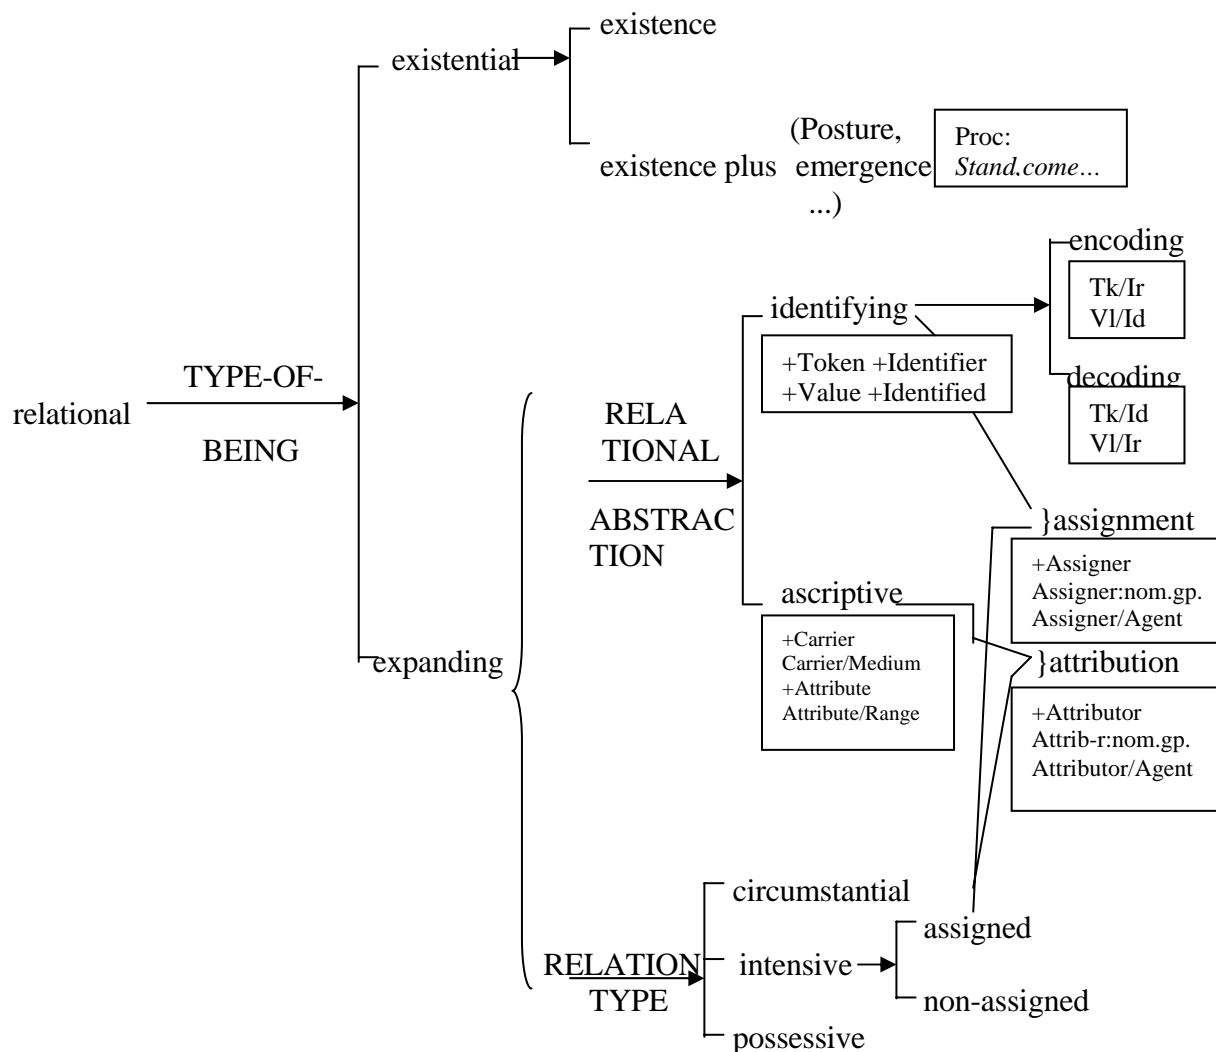 existence
existential
(Posture,
existence plus emergence
...)
Proc:
Stand.come...
encoding
Tk/Ir
Vl/Id
identifying
+Token +Identifier
+Value +Identified
decoding
Tk/Id
Vl/Ir
TYPE-OF-
relational
BEING
RELA
TIONAL
ABSTRAC
TION
}assignment
+Assigner
Assigner:nom.gp.
Assigner/Agent
ascriptive
+Carrier
Carrier/Medium
+Attribute
Attribute/Range
expanding
}attribution
+Attributor
Attrib-r:nom.gp.
Attributor/Agent
circumstantial
assigned
RELATION
TYPE
intensive
non-assigned
possessive